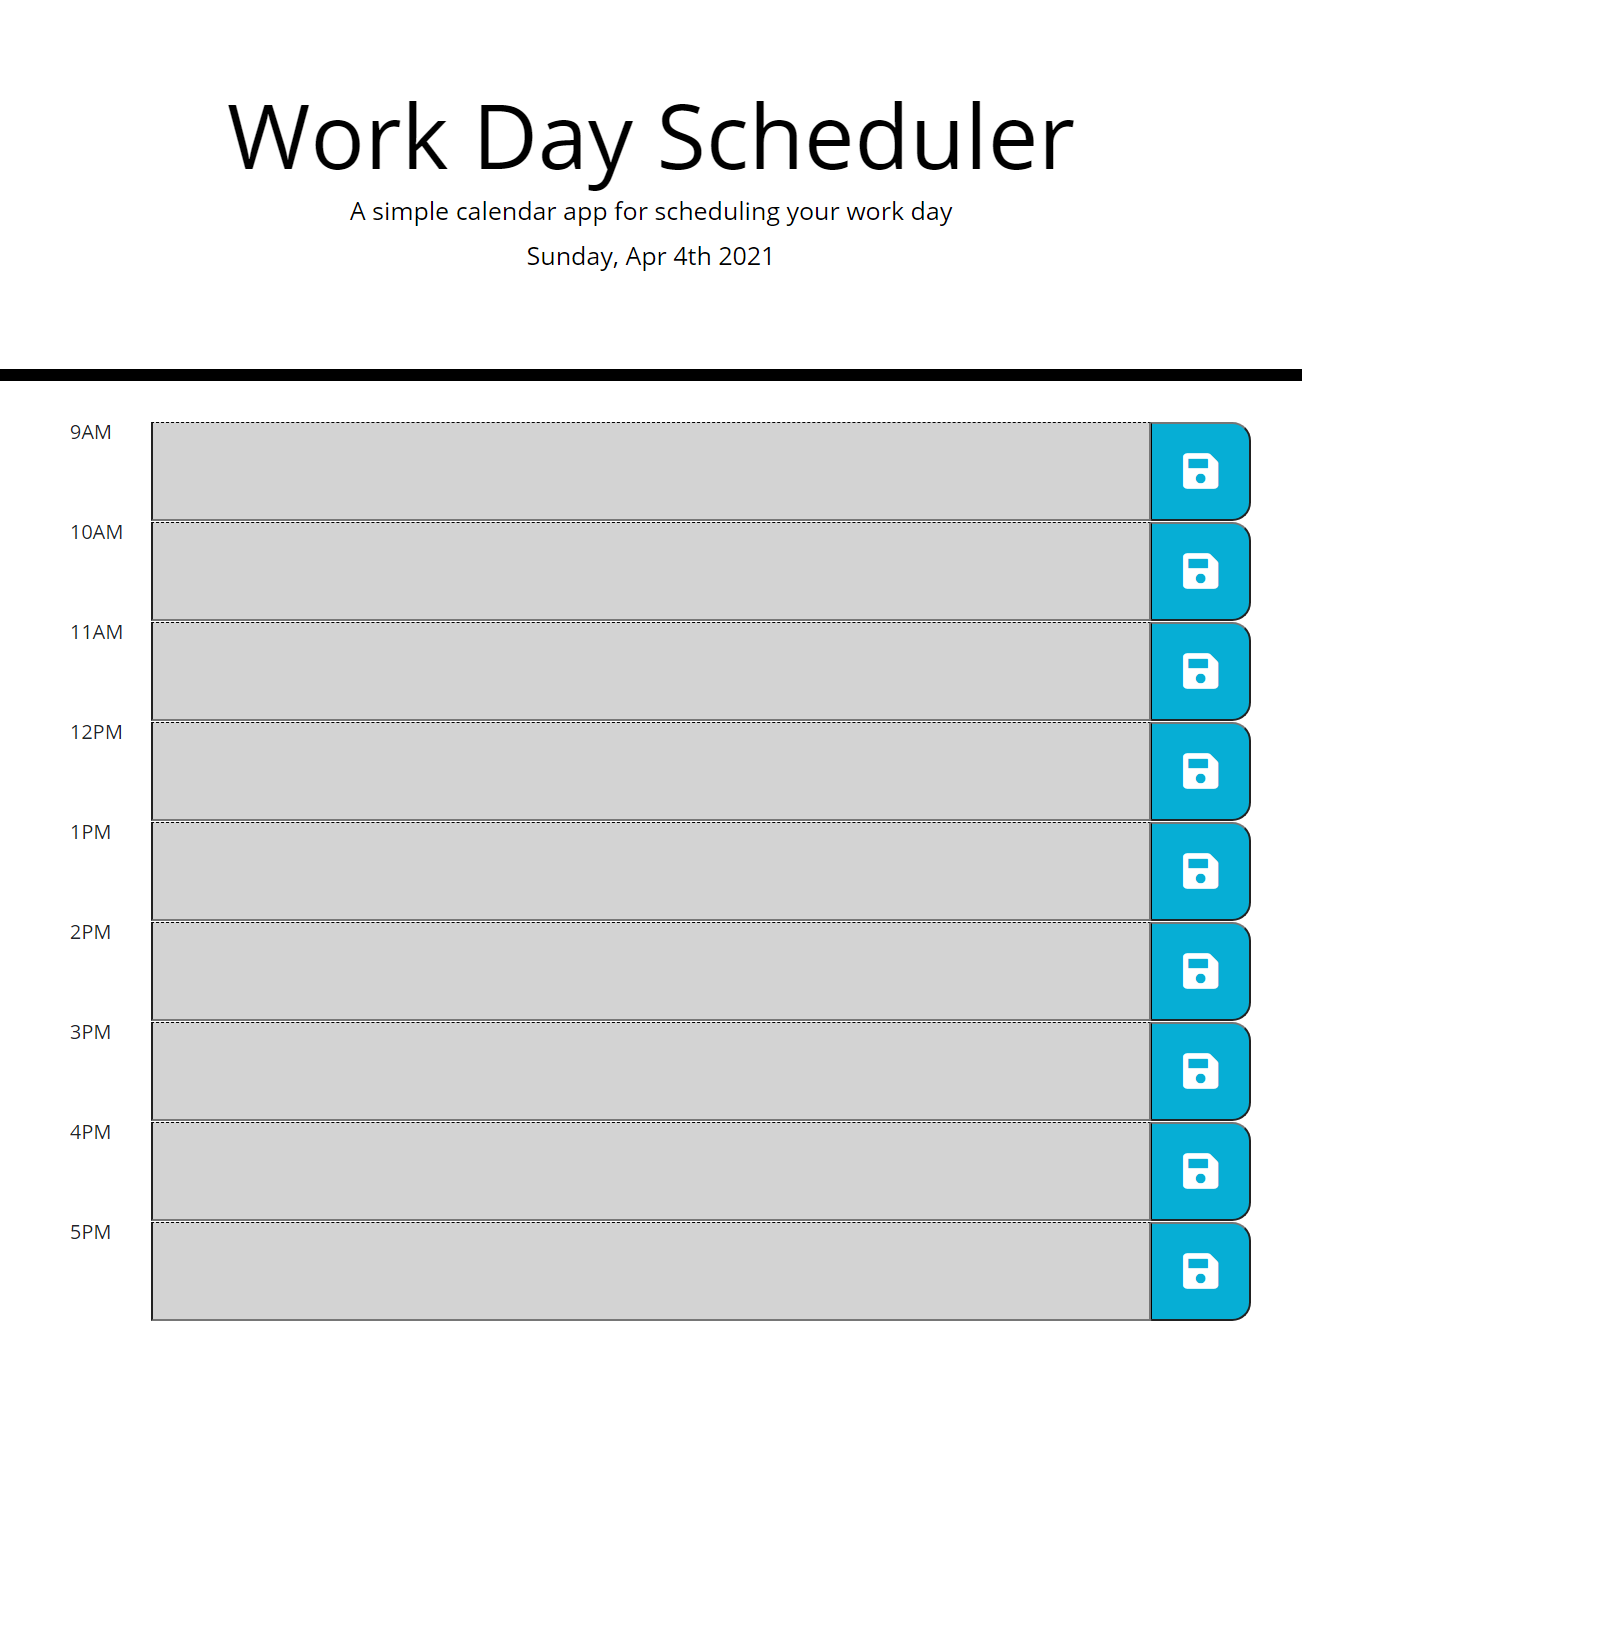 Work Day Scheduler
A simple calendar app for scheduling your work day
Sunday, Apr 4th 2021
9AM
10AM
11AM
12PM
1PM
2PM
3PM
4PM
5PM